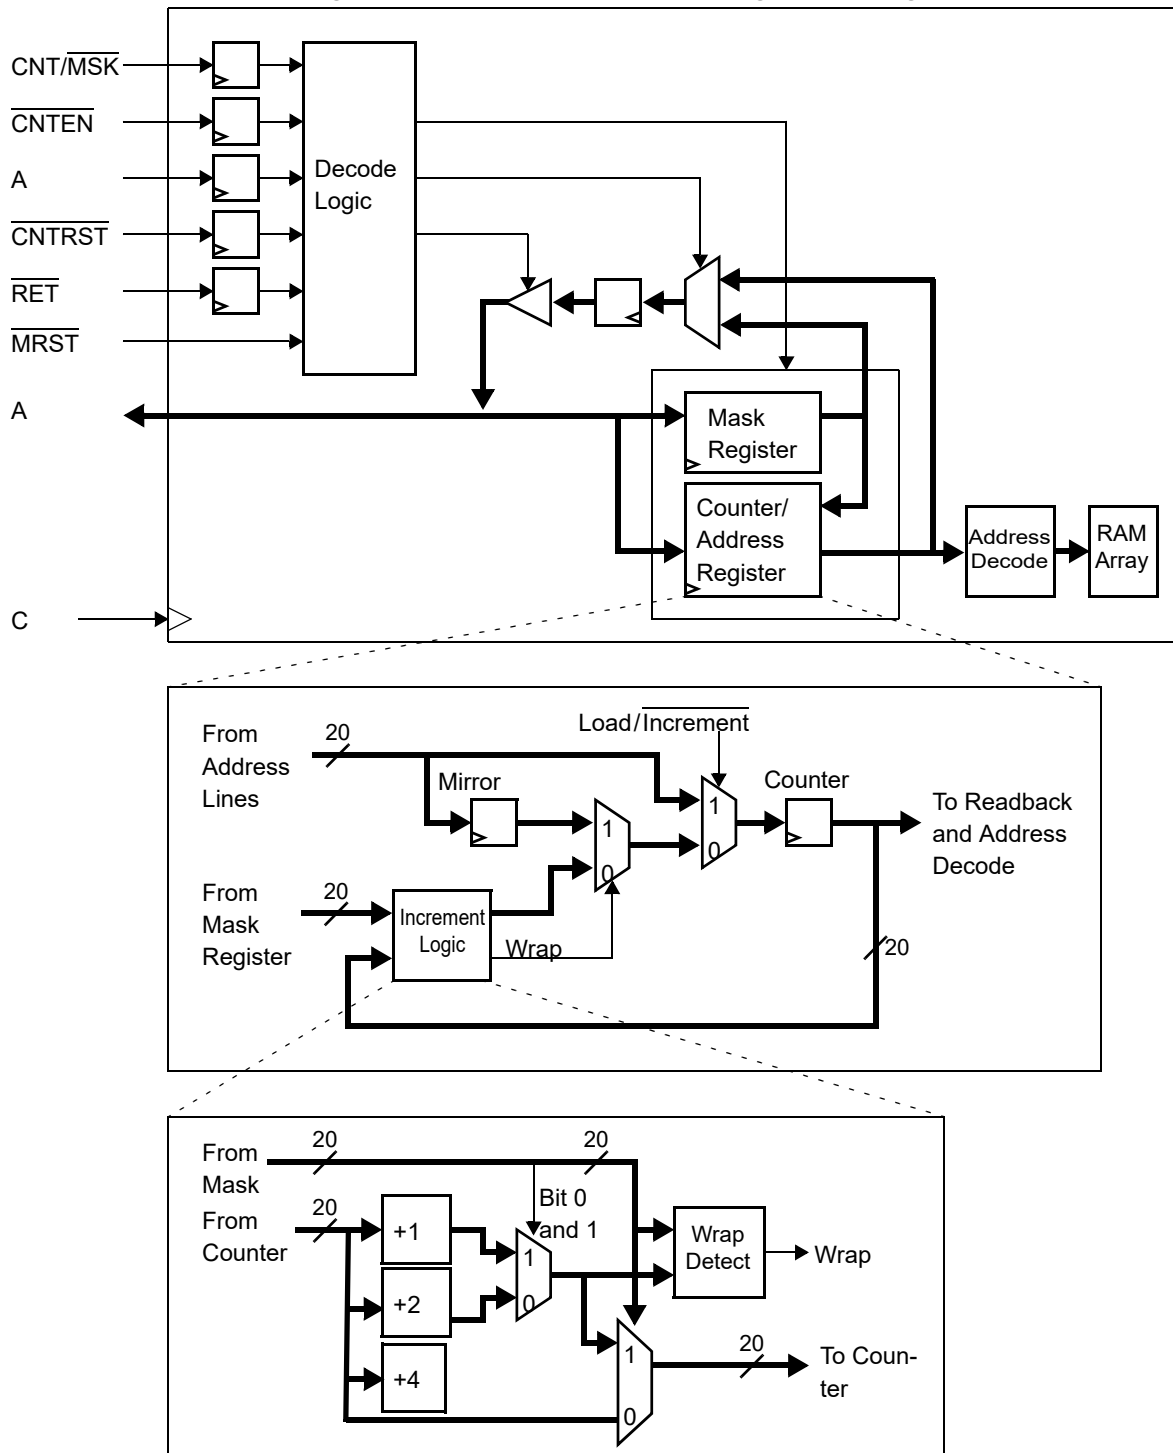 CNT/MSK
CNTEN
A
CNTRST
RET
MRST
A
C
Decode
Logic
Mask
Register
Counter/
Address
Register
Address
Decode
RAM
Array
From
Address
Lines
20
Load/Increment
Mirror
Counter
1
0
1
0
To Readback
and Address
Decode
From
Mask
Register
20
Increment
Logic
Wrap
20
From
Mask
20
20
From
Counter
20
Bit 0
and 1
+1
+2
+4
1
0
Wrap
Detect
Wrap
1
0
20
To Coun-
ter